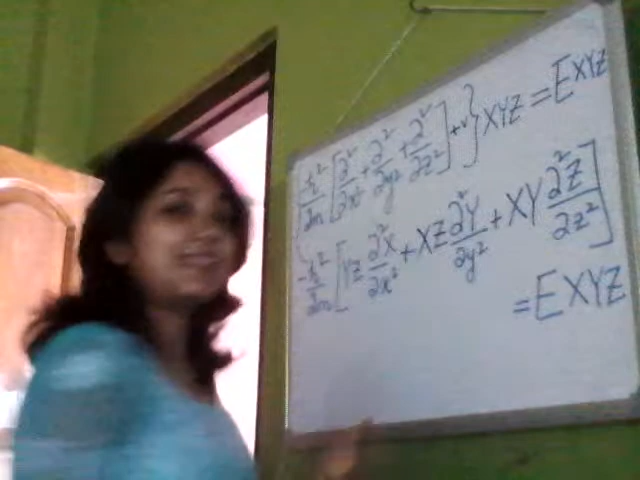 {-ħ²/2m [∂²/∂x² + ∂²/∂y² + ∂²/∂z²] + v} XYZ = EXYZ
-ħ²/2m [YZ ∂²X/∂x² + XZ ∂²Y/∂y² + XY ∂²Z/∂z²]
= EXYZ